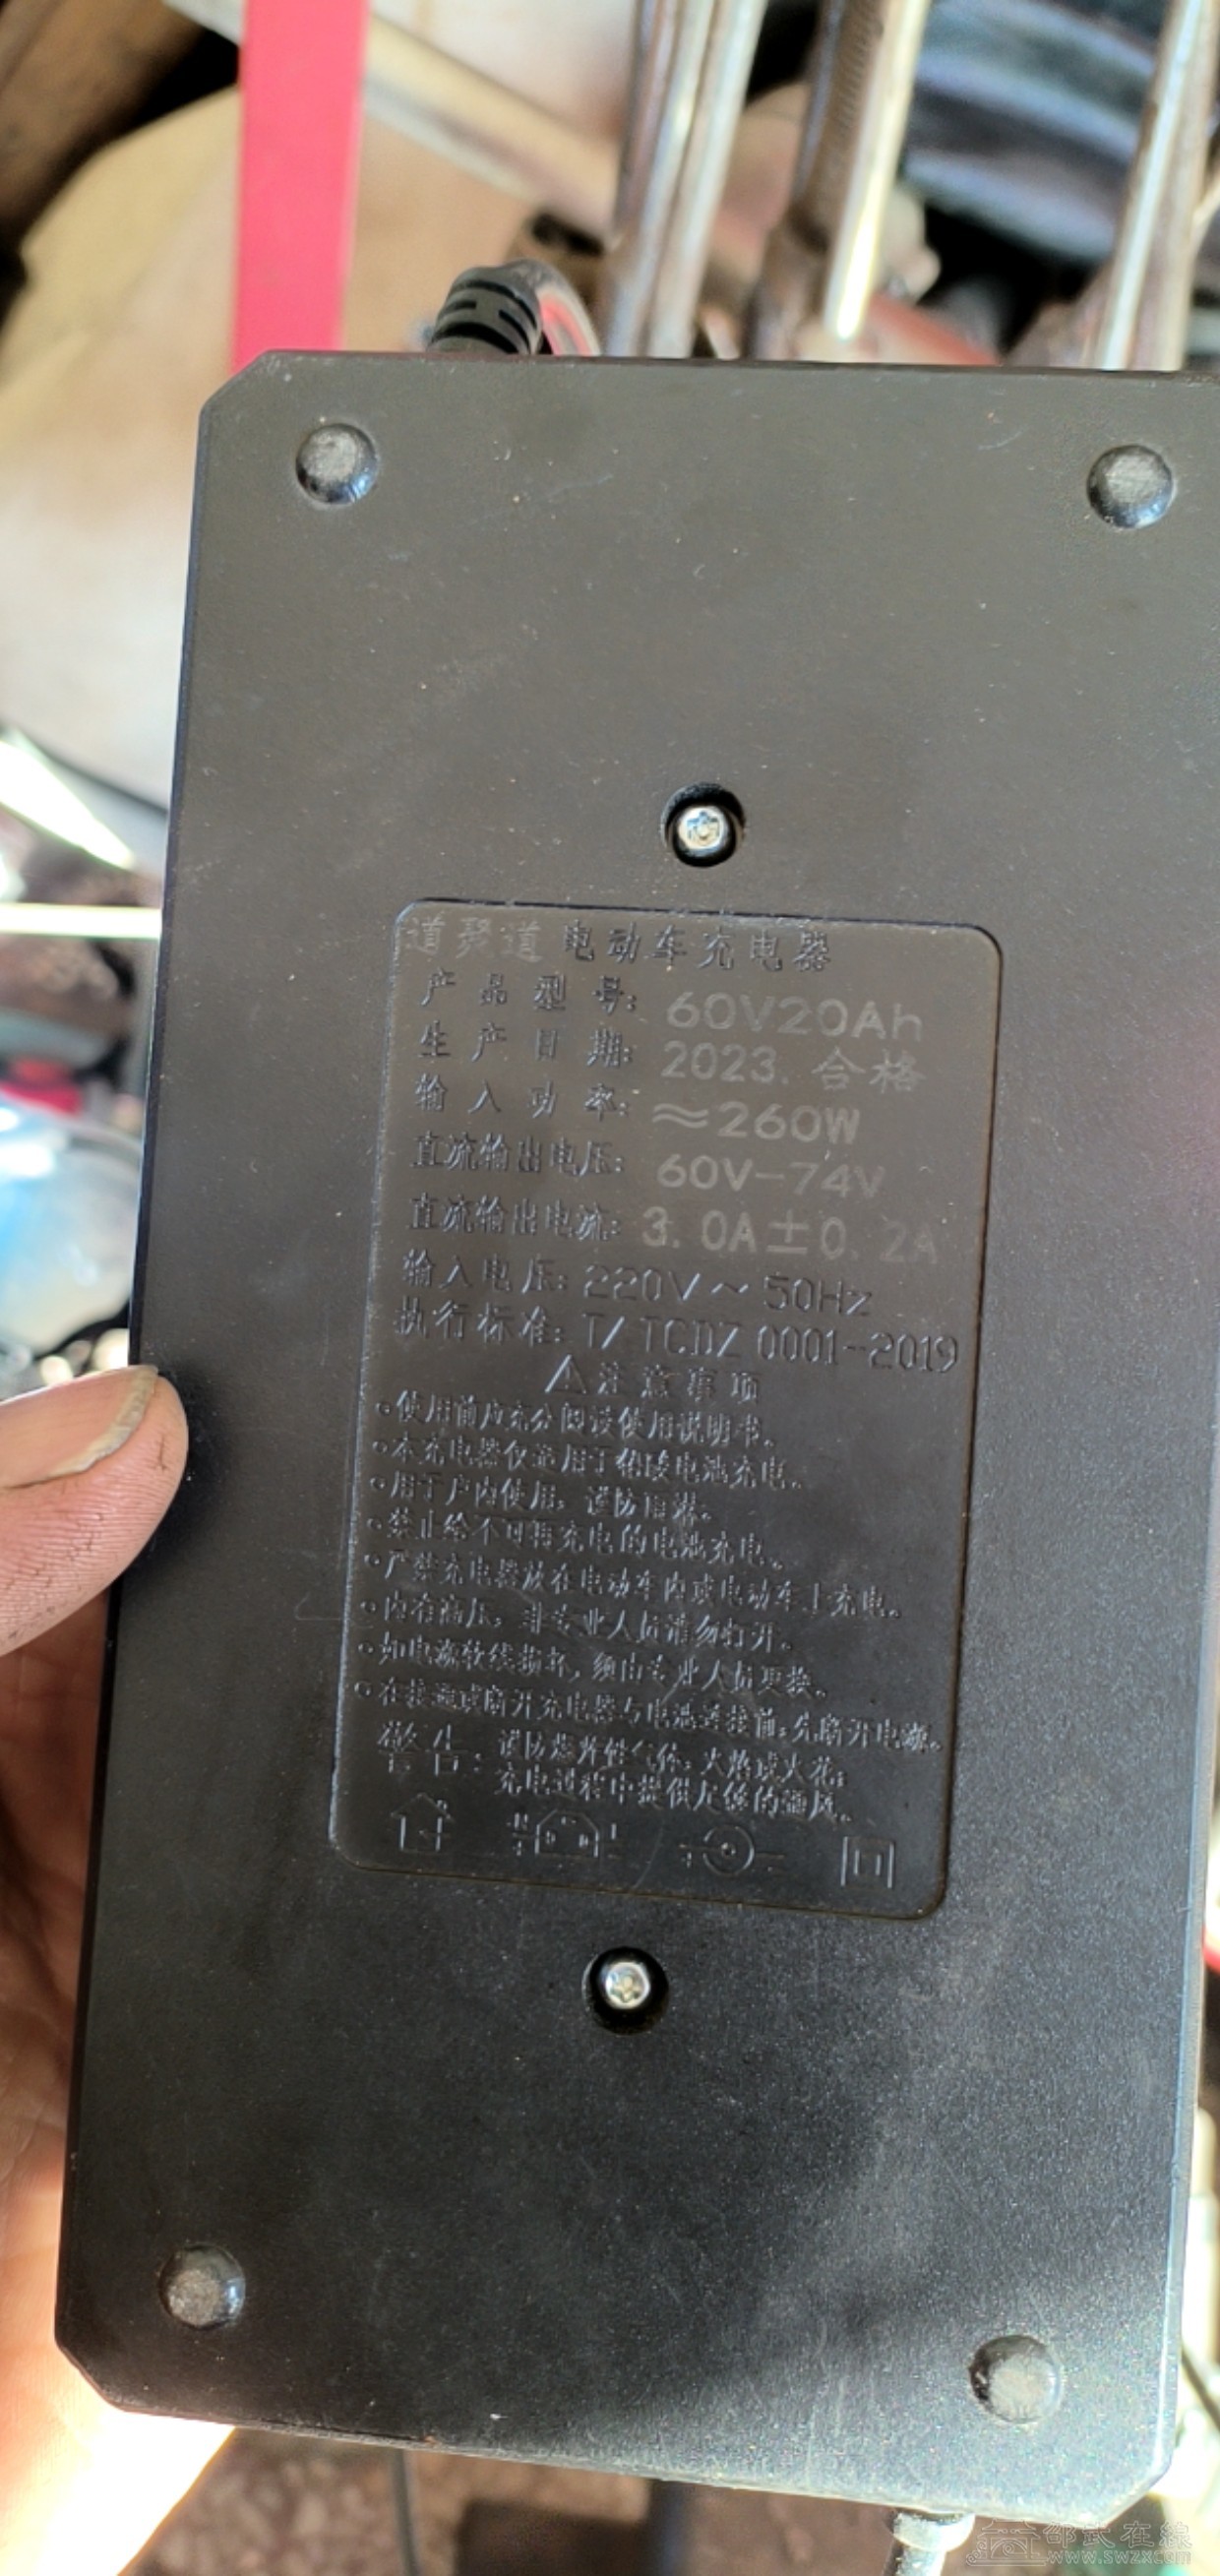 道聚道 电动车充电器
产品型号: 60V20Ah
生产日期: 2023. 合格
输入功率: ≈260W
直流输出电压: 60V-74V
直流输出电流: 3.0A±0.2A
输入电压: 220V~50Hz
执行标准: T/TCDZ 0001-2019
注意事项
•使用前应充分阅读使用说明书。
•本充电器仅适用于铅酸电池充电。
•用于户内使用, 谨防雨淋。
•禁止给不可再充电的电池充电。
•严禁充电器放在电动车内或电动车上充电。
•内有高压, 非专业人员请勿打开。
•如电源软线损坏, 须由专业人员更换。
•在接通或断开充电器与电池连接前,先断开电源。
警告: 谨防爆炸性气体, 火焰或火花;
充电过程中提供足够的通风。
邵武在線
www.swzx.com